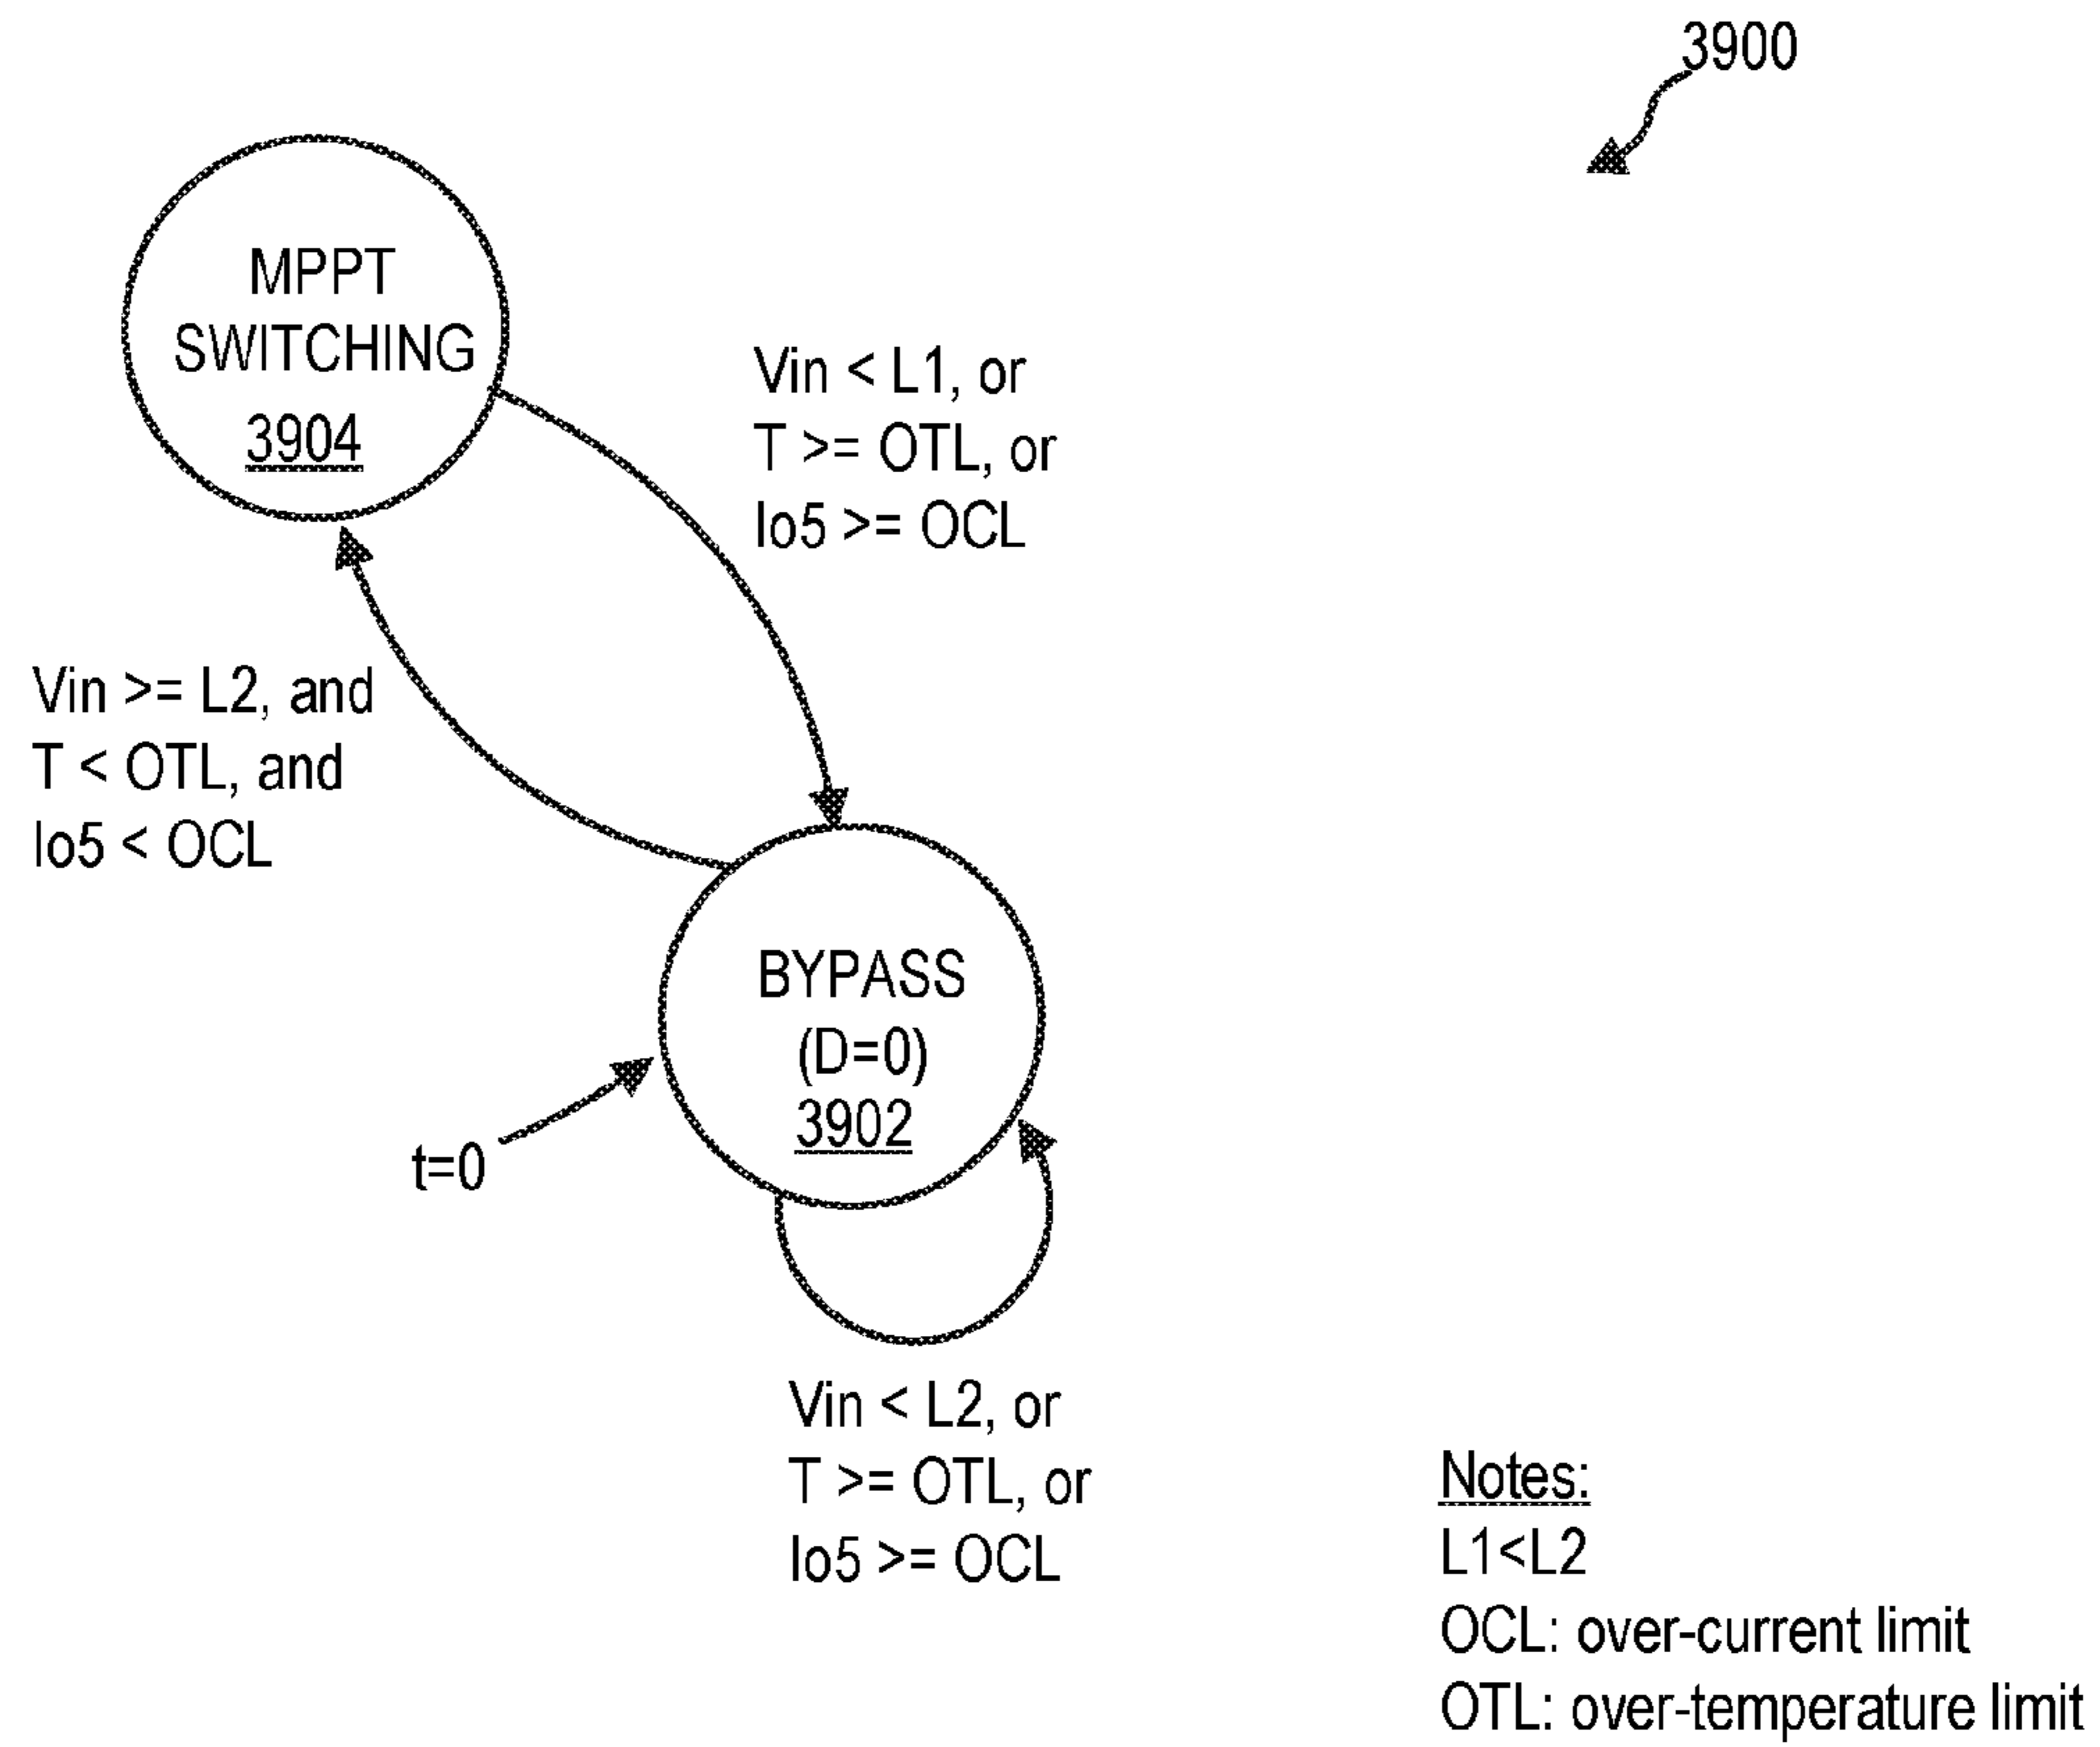 3900
MPPT
SWITCHING
3904
Vin < L1, or
T >= OTL, or
Io5 >= OCL
Vin >= L2, and
T < OTL, and
Io5 < OCL
BYPASS
(D=0)
3902
t=0
Vin < L2, or
T >= OTL, or
Io5 >= OCL
Notes:
L1<L2
OCL: over-current limit
OTL: over-temperature limit